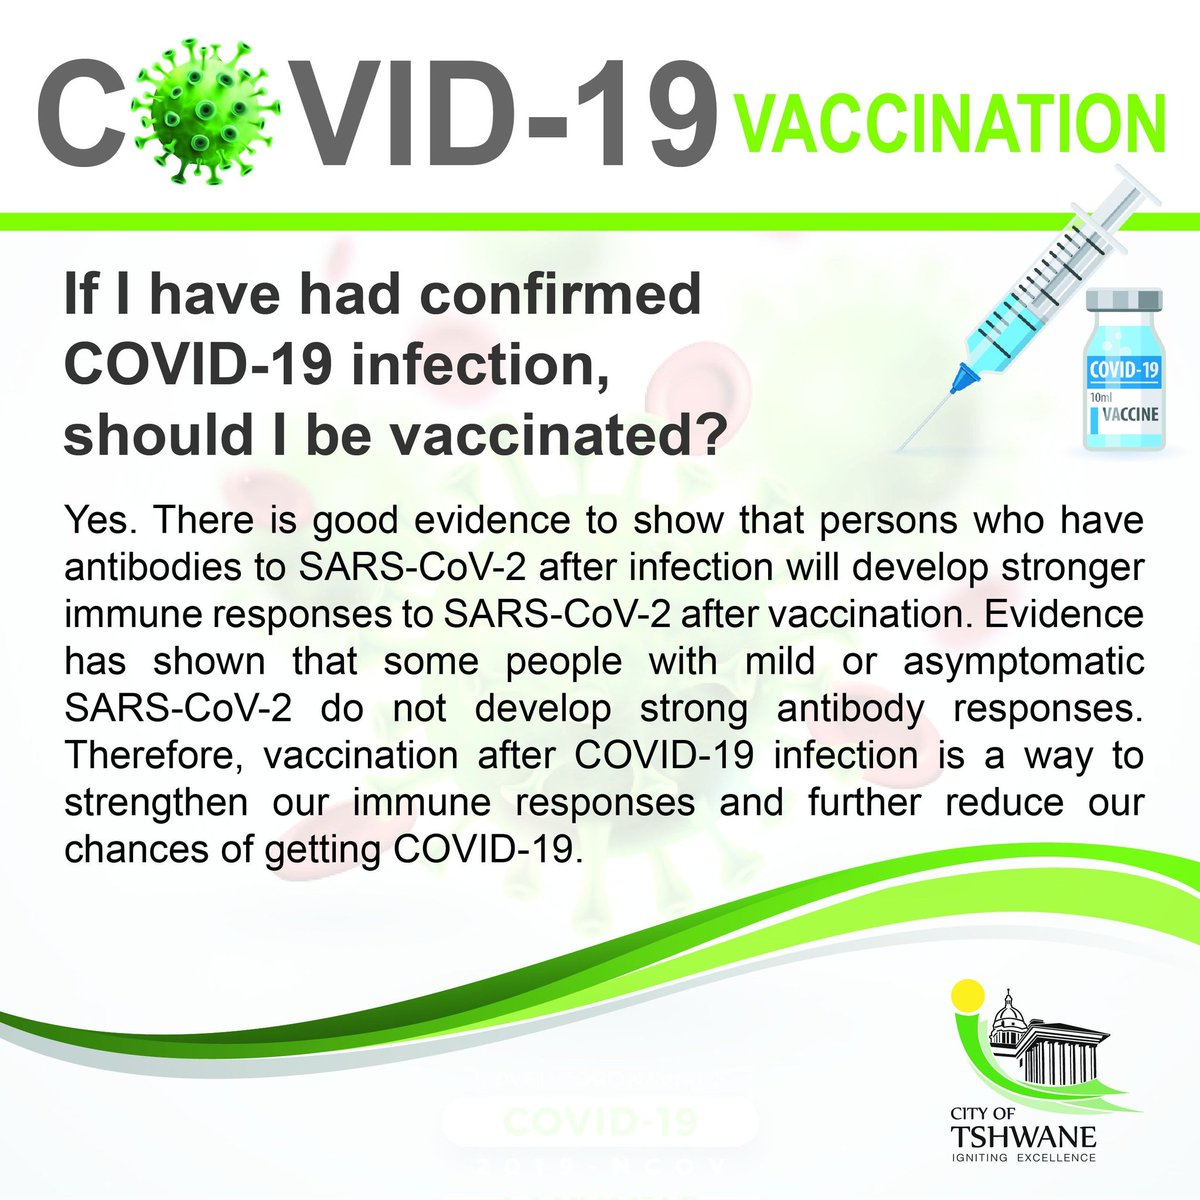 COVID-19 VACCINATION
If I have had confirmed
COVID-19 infection,
should I be vaccinated?
COVID-19
10ml
VACCINE
Yes. There is good evidence to show that persons who have
antibodies to SARS-CoV-2 after infection will develop stronger
immune responses to SARS-CoV-2 after vaccination. Evidence
has shown that some people with mild or asymptomatic
SARS-CoV-2 do not develop strong antibody responses.
Therefore, vaccination after COVID-19 infection is a way to
strengthen our immune responses and further reduce our
chances of getting COVID-19.
CITY OF
TSHWANE
IGNITING EXCELLENCE
COVID-19
2019-NCOV